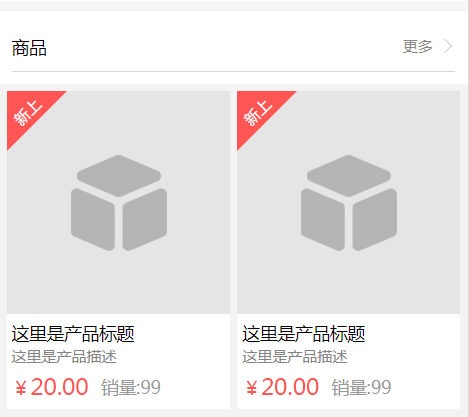 商品
更多
新上
新上
这里是产品标题
这里是产品描述
¥20.00 销量:99
这里是产品标题
这里是产品描述
¥20.00 销量:99